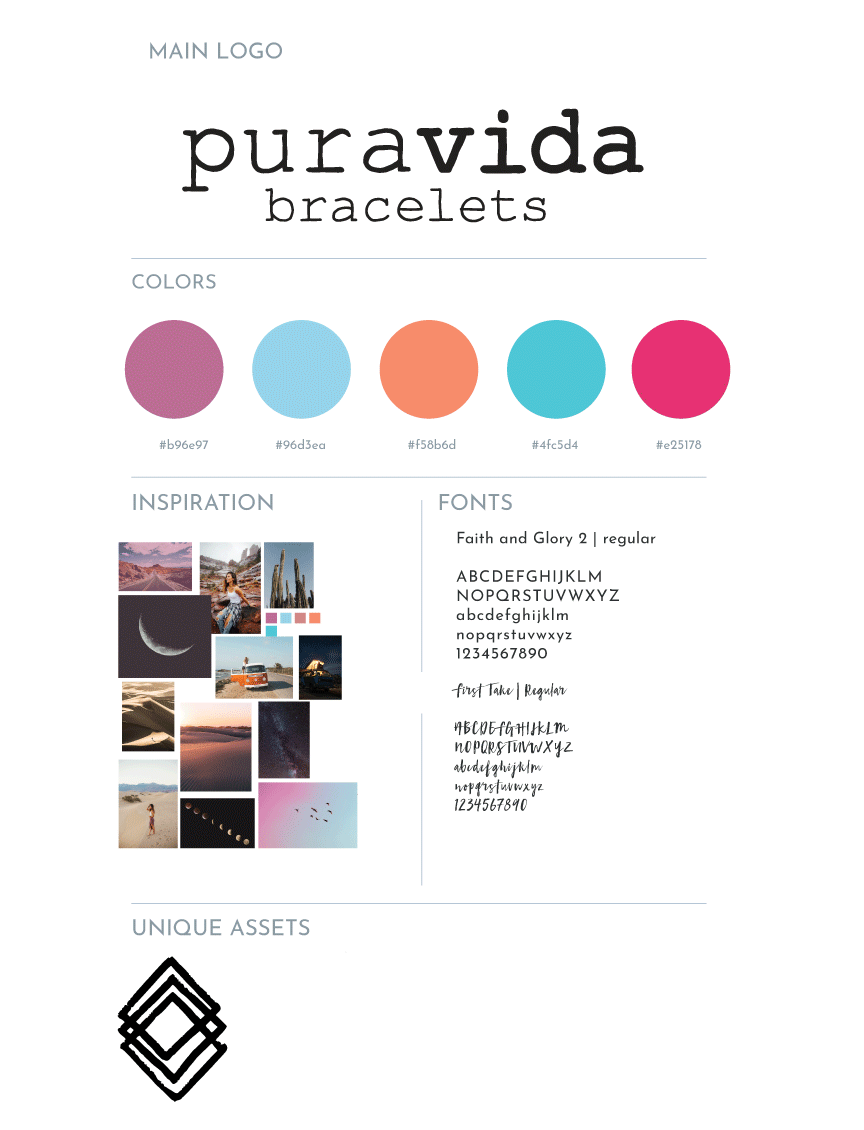 MAIN LOGO
puravida
bracelets
COLORS
#b96e97
#96d3ea
#f58b6d
#4fc5d4
#e25178
INSPIRATION
FONTS
Faith and Glory 2 | regular
ABCDEFGHIJKLM
NOPQRSTUVWXYZ
abcdefghijklm
nopqrstuvwxyz
1234567890
First Take | Regular
ABCDEFGHIJKLM
NOPQRSTUVWXYZ
abcdefghijklm
nopqrstuvwxyz
1234567890
UNIQUE ASSETS